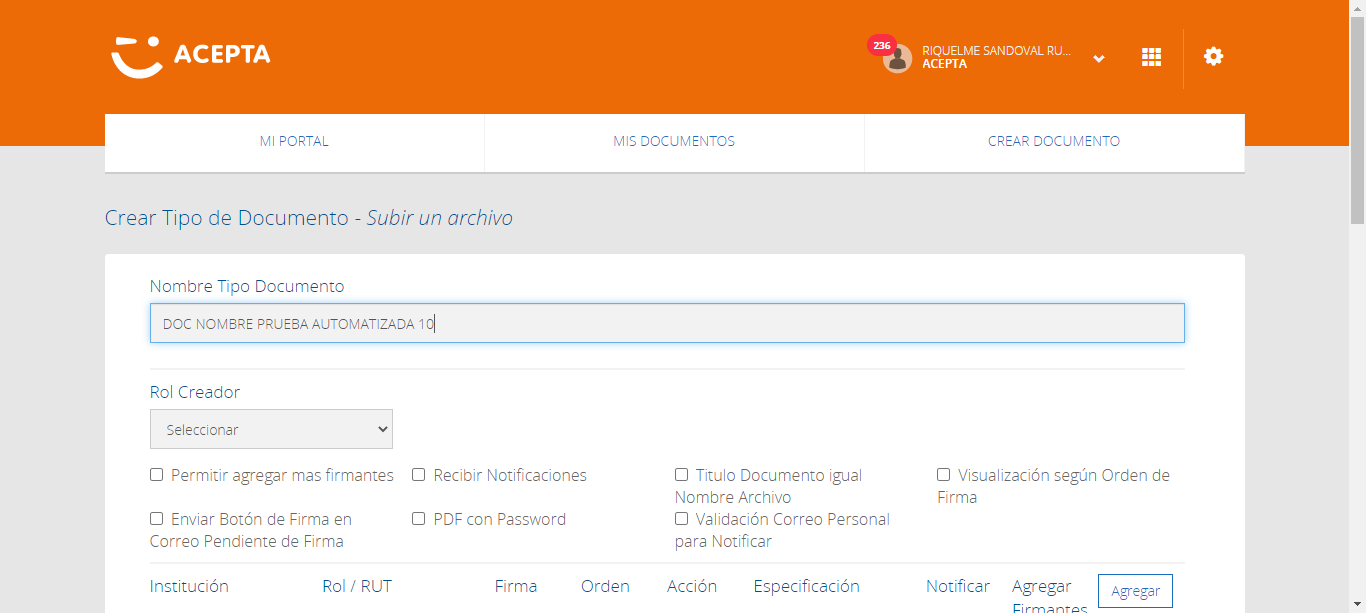 ACEPTA
236
RIQUELME SANDOVAL RU...
ACEPTA
MI PORTAL
MIS DOCUMENTOS
CREAR DOCUMENTO
Crear Tipo de Documento - Subir un archivo
Nombre Tipo Documento
DOC NOMBRE PRUEBA AUTOMATIZADA 10
Rol Creador
Seleccionar
Permitir agregar mas firmantes
Recibir Notificaciones
Titulo Documento igual
Nombre Archivo
Visualización según Orden de
Firma
Enviar Botón de Firma en
Correo Pendiente de Firma
PDF con Password
Validación Correo Personal
para Notificar
Institución
Rol / RUT
Firma
Orden
Acción
Especificación
Notificar
Agregar
Firmantes
Agregar